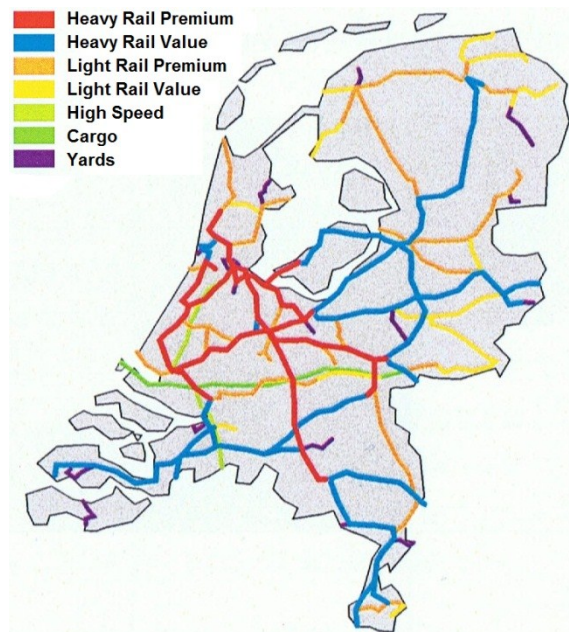 Heavy Rail Premium
Heavy Rail Value
Light Rail Premium
Light Rail Value
High Speed
Cargo
Yards